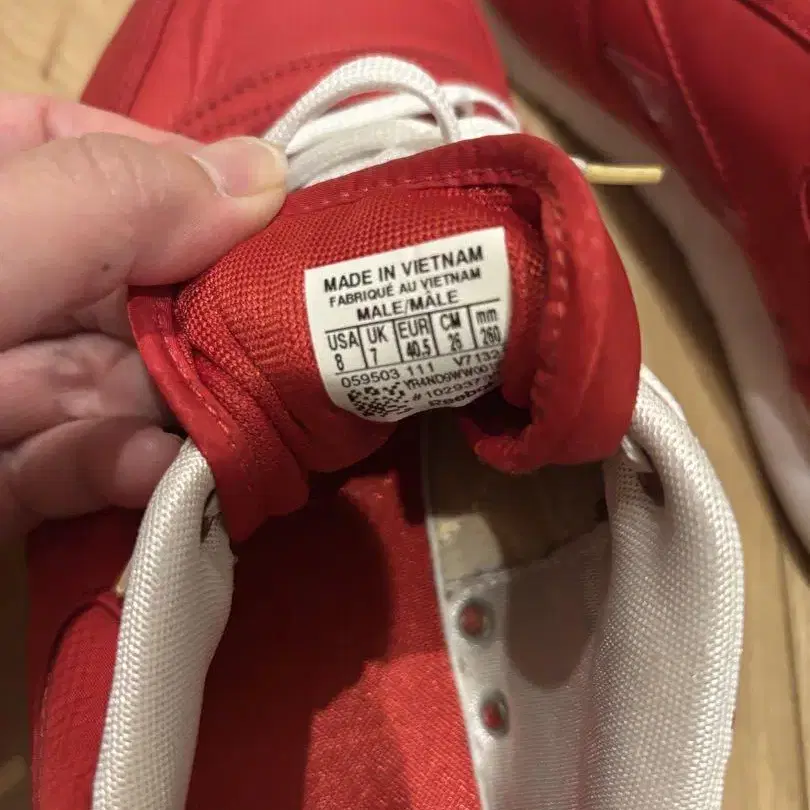 MADE IN VIETNAM
FABRIQUÉ AU VIETNAM
MALE/MÂLE
USA UK EUR CM mm
8 7 40.5 26 260
059503 111 V7132